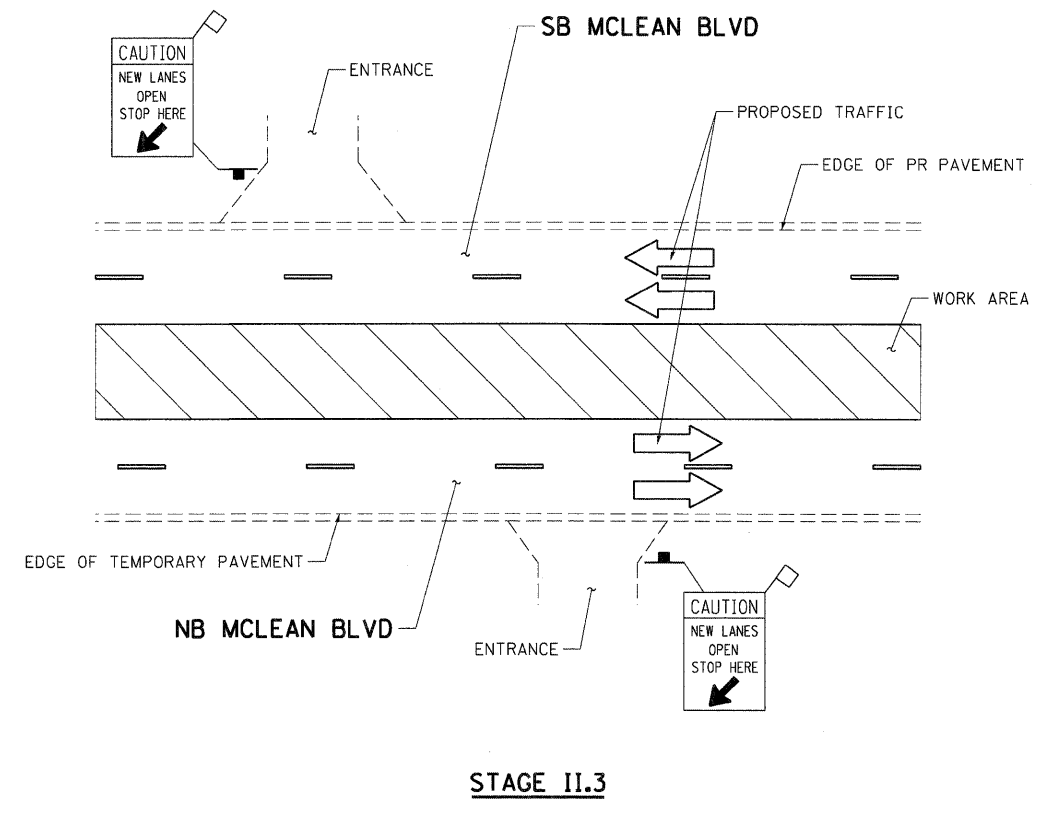 SB MCLEAN BLVD
CAUTION
NEW LANES
OPEN
STOP HERE
ENTRANCE
PROPOSED TRAFFIC
EDGE OF PR PAVEMENT
WORK AREA
EDGE OF TEMPORARY PAVEMENT
NB MCLEAN BLVD
ENTRANCE
CAUTION
NEW LANES
OPEN
STOP HERE
STAGE II.3